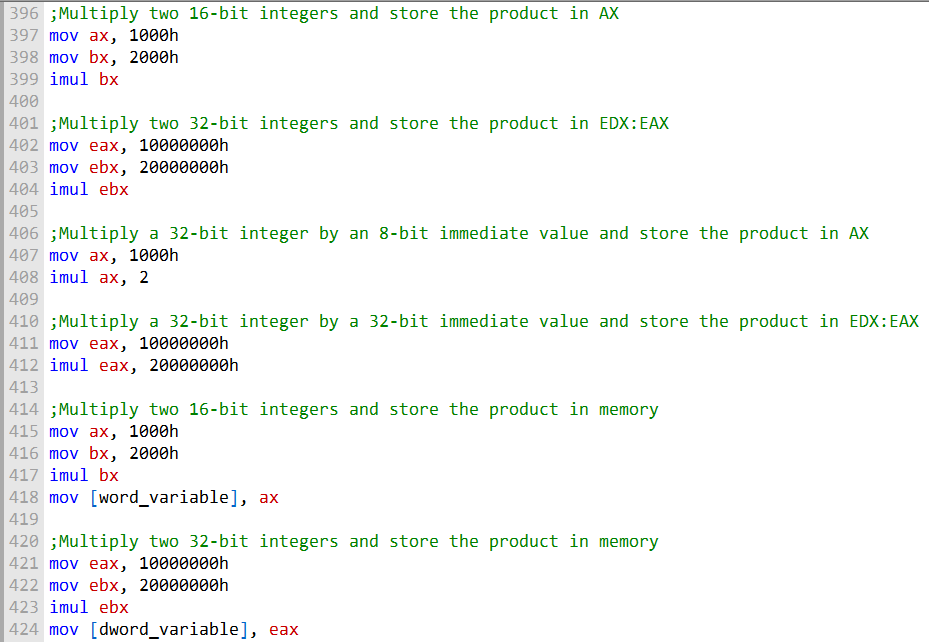 396 ;Multiply two 16-bit integers and store the product in AX
397 mov ax, 1000h
398 mov bx, 2000h
399 imul bx
400
401 ;Multiply two 32-bit integers and store the product in EDX:EAX
402 mov eax, 10000000h
403 mov ebx, 20000000h
404 imul ebx
405
406 ;Multiply a 32-bit integer by an 8-bit immediate value and store the product in AX
407 mov ax, 1000h
408 imul ax, 2
409
410 ;Multiply a 32-bit integer by a 32-bit immediate value and store the product in EDX:EAX
411 mov eax, 10000000h
412 imul eax, 20000000h
413
414 ;Multiply two 16-bit integers and store the product in memory
415 mov ax, 1000h
416 mov bx, 2000h
417 imul bx
418 mov [word_variable], ax
419
420 ;Multiply two 32-bit integers and store the product in memory
421 mov eax, 10000000h
422 mov ebx, 20000000h
423 imul ebx
424 mov [dword_variable], eax